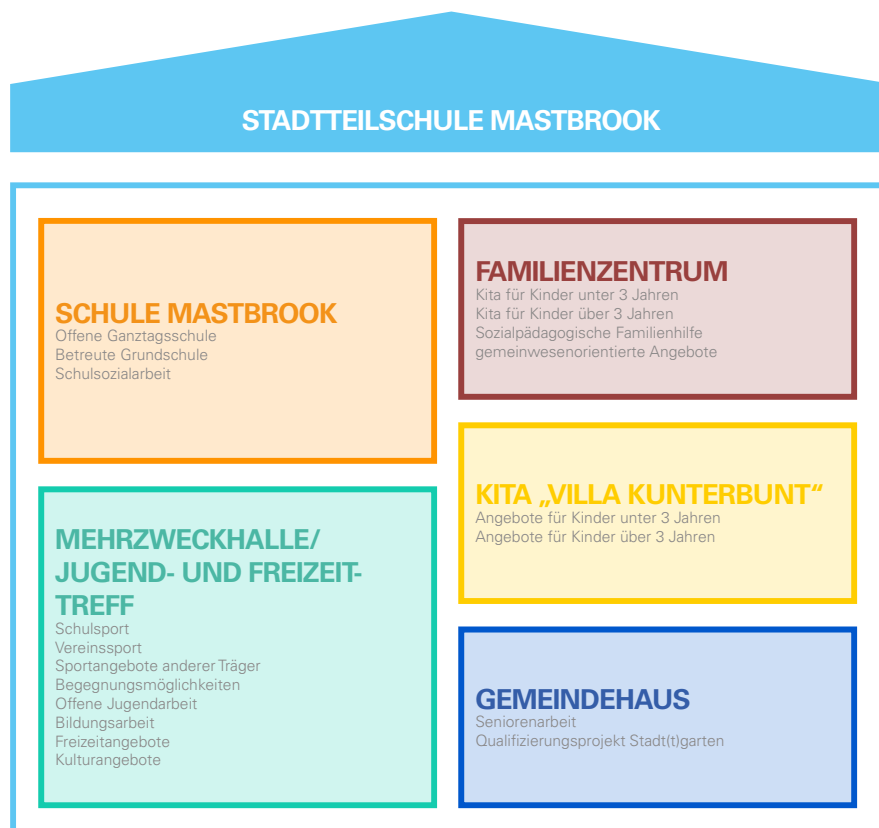 STADTTEILSCHULE MASTBROOK
SCHULE MASTBROOK
Offene Ganztagsschule
Betreute Grundschule
Schulsozialarbeit
MEHRZWECKHALLE/
JUGEND- UND FREIZEIT-
TREFF
Schulsport
Vereinssport
Sportangebote anderer Träger
Begegnungsmöglichkeiten
Offene Jugendarbeit
Bildungsarbeit
Freizeitangebote
Kulturangebote
FAMILIENZENTRUM
Kita für Kinder unter 3 Jahren
Kita für Kinder über 3 Jahren
Sozialpädagogische Familienhilfe
gemeinwesenorientierte Angebote
KITA „VILLA KUNTERBUNT“
Angebote für Kinder unter 3 Jahren
Angebote für Kinder über 3 Jahren
GEMEINDEHAUS
Seniorenarbeit
Qualifizierungsprojekt Stadt(t)garten